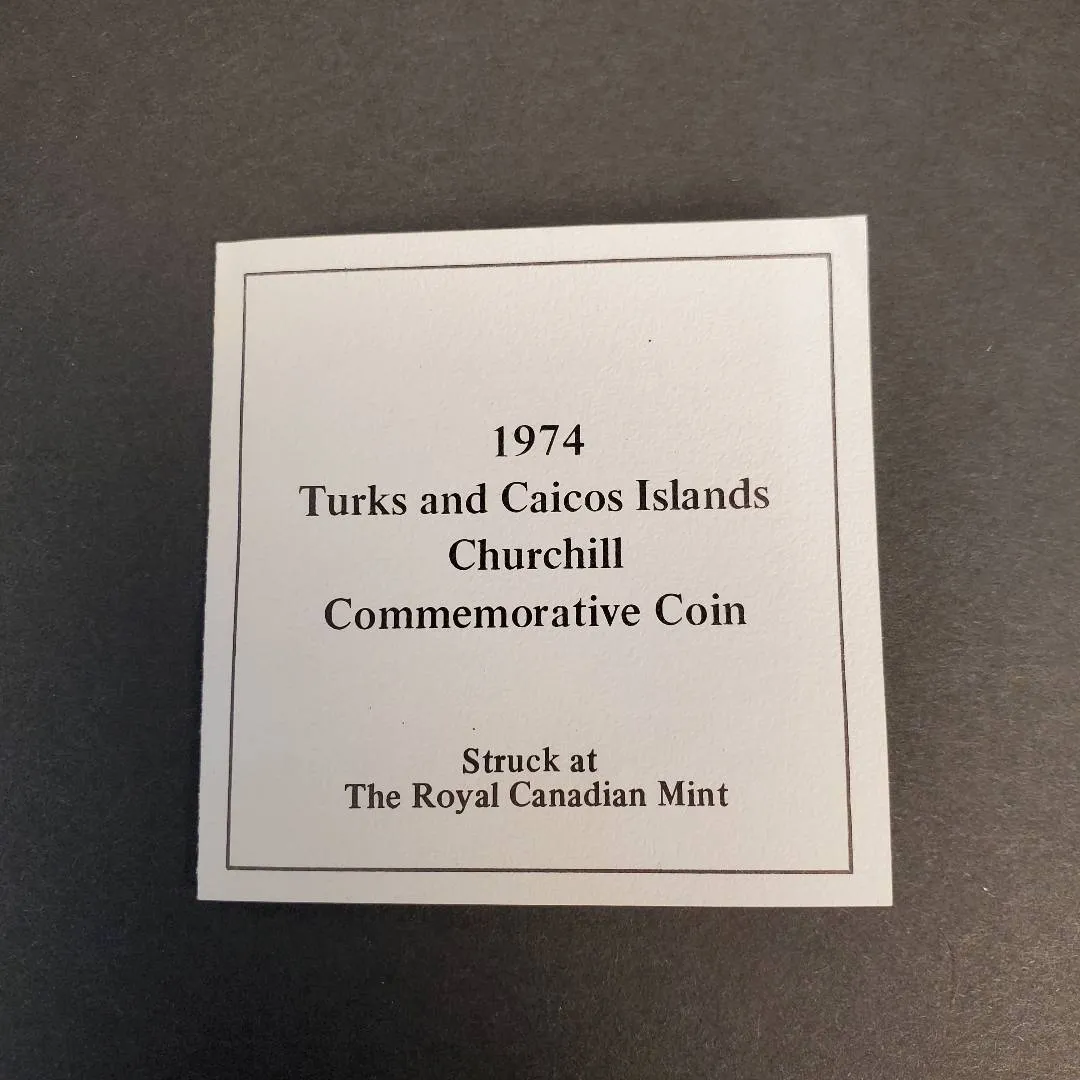 1974
Turks and Caicos Islands
Churchill
Commemorative Coin
Struck at
The Royal Canadian Mint